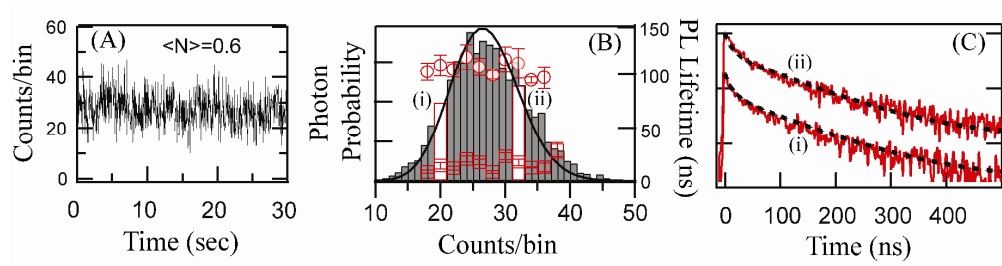 (A)
<N>=0.6
Counts/bin
60
40
20
0
0
10
20
30
Time (sec)
(B)
Photon
Probability
(i)
(ii)
150
100
50
0
PL Lifetime (ns)
10
20
30
40
50
Counts/bin
(C)
(ii)
(i)
0
100
200
300
400
Time (ns)